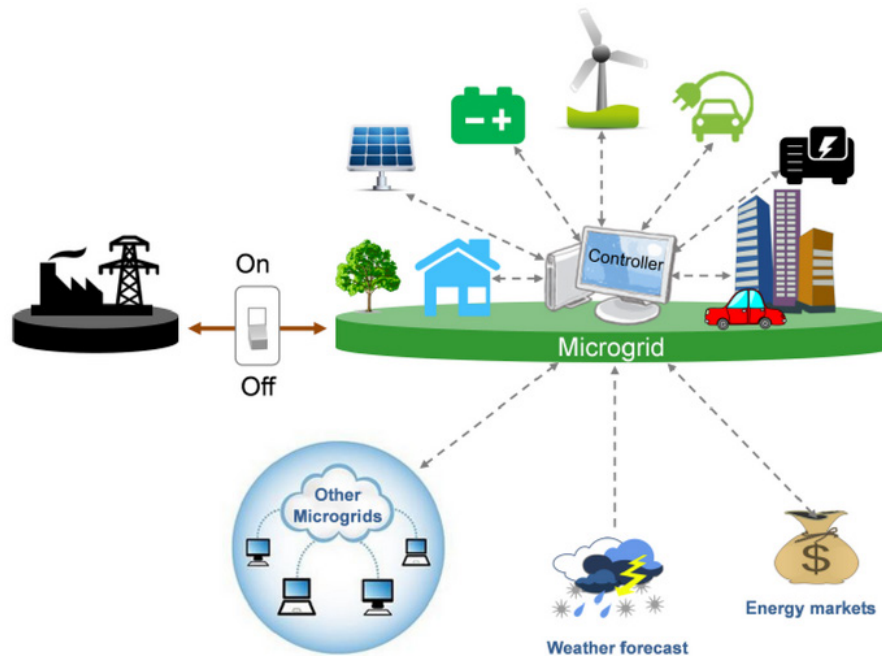 On
Off
Controller
Microgrid
Other
Microgrids
Weather forecast
$
Energy markets